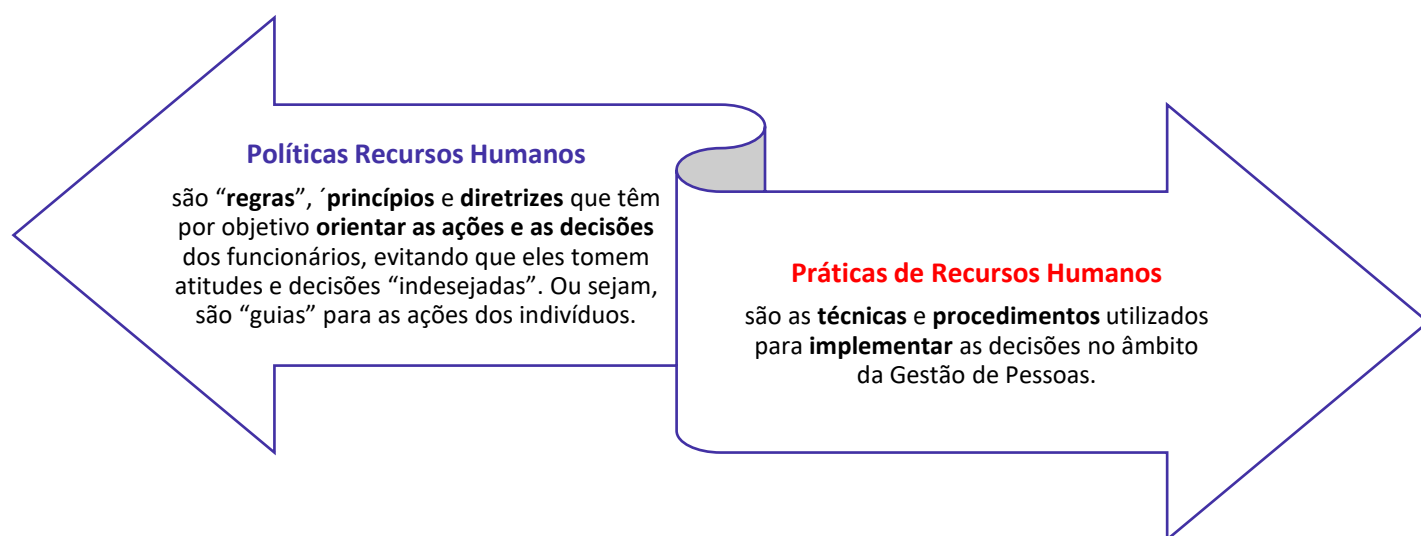 Políticas Recursos Humanos
são “regras”, ´princípios e diretrizes que têm
por objetivo orientar as ações e as decisões
dos funcionários, evitando que eles tomem
atitudes e decisões “indesejadas”. Ou sejam,
são “guias” para as ações dos indivíduos.
Práticas de Recursos Humanos
são as técnicas e procedimentos utilizados
para implementar as decisões no âmbito
da Gestão de Pessoas.